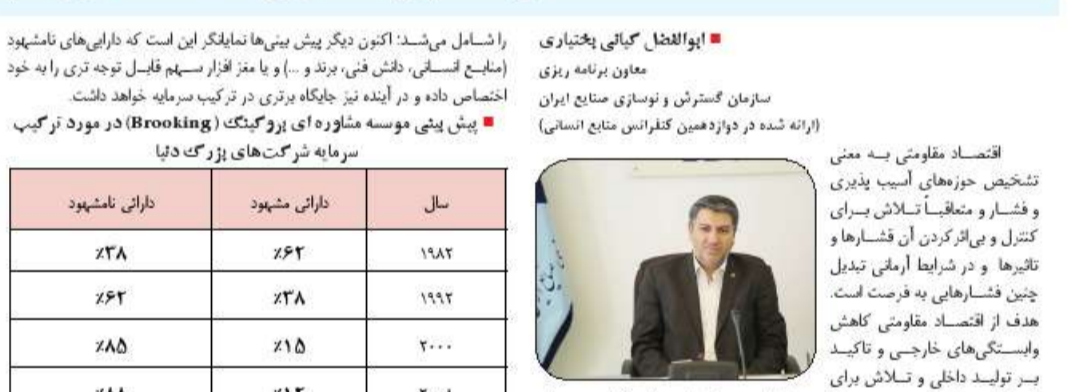 ■ ابوالفضل کیانی بختیاری
معاون برنامه ریزی
سازمان گسترش و نوسازی صنایع ایران
(ارائه شده در دوازدهمین کنفرانس منابع انسانی)
اقتصاد مقاومتی به معنی
تشخیص حوزه‌های آسیب پذیری
و فشار و متعاقباً تلاش برای
کنترل و بی‌اثر کردن آن فشارها و
تاثیرها و در شرایط آرمانی تبدیل
چنین فشارهایی به فرصت است.
هدف از اقتصاد مقاومتی کاهش
وابستگی‌های خارجی و تاکید
بر تولید داخلی و تلاش برای
را شامل می‌شد؛ اکنون دیگر پیش بینی‌ها نمایانگر این است که دارایی‌های نامشهود
(منابع انسانی، دانش فنی، برند و ...) و یا مغز افزار سهم قابل توجه تری را به خود
اختصاص داده و در آینده نیز جایگاه برتری در ترکیب سرمایه خواهد داشت.
■ پیش بینی موسسه مشاوره ای بروکینگ (Brooking) در مورد ترکیب
سرمایه شرکت‌های بزرگ دنیا
سال دارائی مشهود دارائی نامشهود
۱۹۸۲ ٪۶۲ ٪۳۸
۱۹۹۲ ٪۳۸ ٪۶۲
۲۰۰۰ ٪۱۵ ٪۸۵